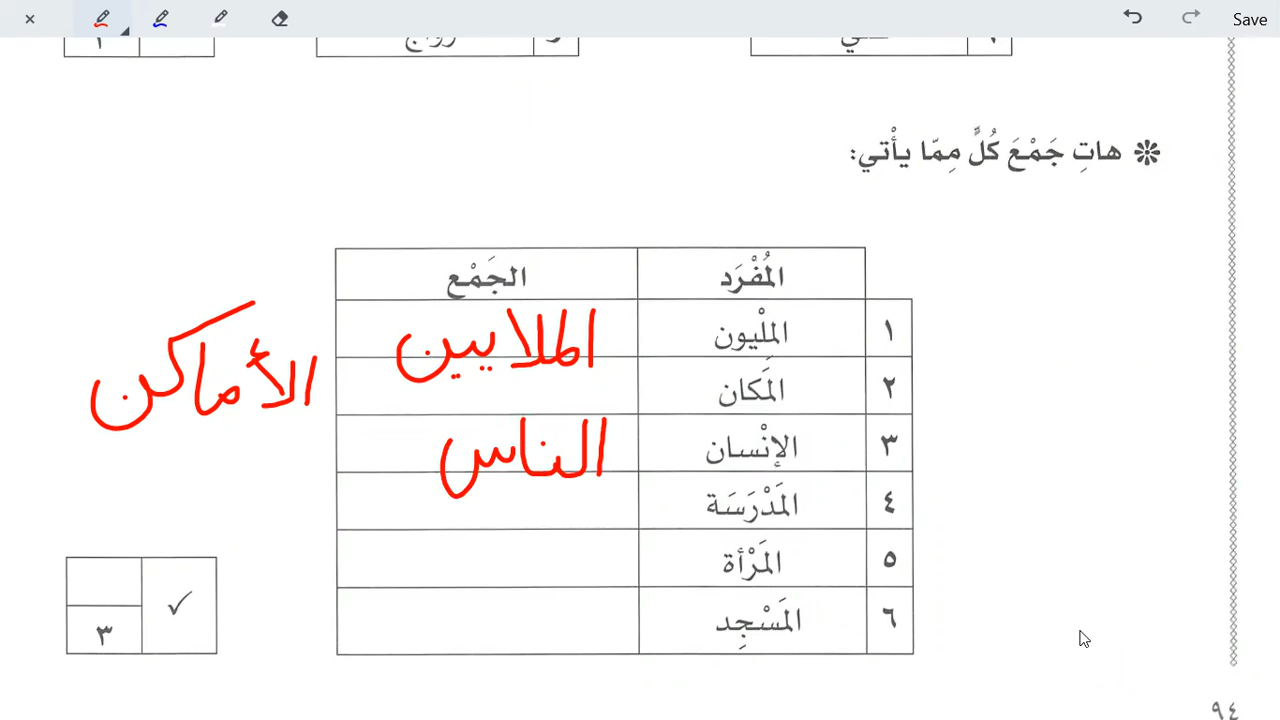 Save
❊ هاتِ جَمْعَ كُلٍّ مِمّا يأْتي:
المُفْرَد الجَمْع
١ المِلْيون الملايين
٢ المَكان الأماكن
٣ الإنْسان الناس
٤ المَدْرَسَة
٥ المَرْأة
٦ المَسْجِد
✓ ٣
٩٤